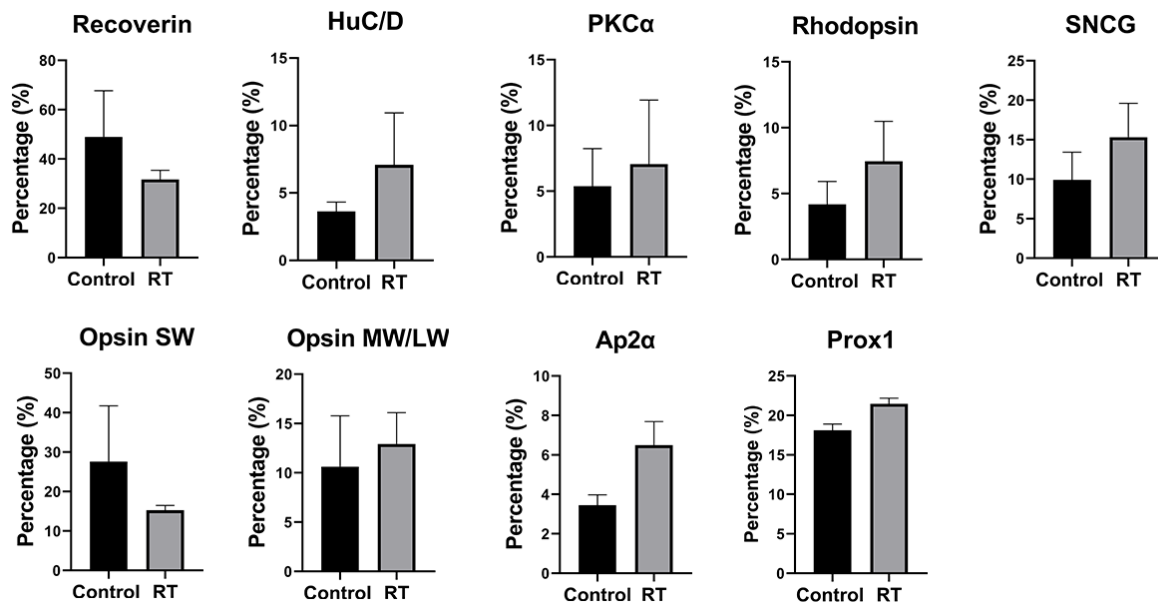 Recoverin
Percentage (%)
80
60
40
20
0
Control RT
HuC/D
Percentage (%)
15
10
5
0
Control RT
PKCα
Percentage (%)
15
10
5
0
Control RT
Rhodopsin
Percentage (%)
15
10
5
0
Control RT
SNCG
Percentage (%)
25
20
15
10
5
0
Control RT
Opsin SW
Percentage (%)
50
40
30
20
10
0
Control RT
Opsin MW/LW
Percentage (%)
20
15
10
5
0
Control RT
Ap2α
Percentage (%)
10
8
6
4
2
0
Control RT
Prox1
Percentage (%)
25
20
15
10
5
0
Control RT